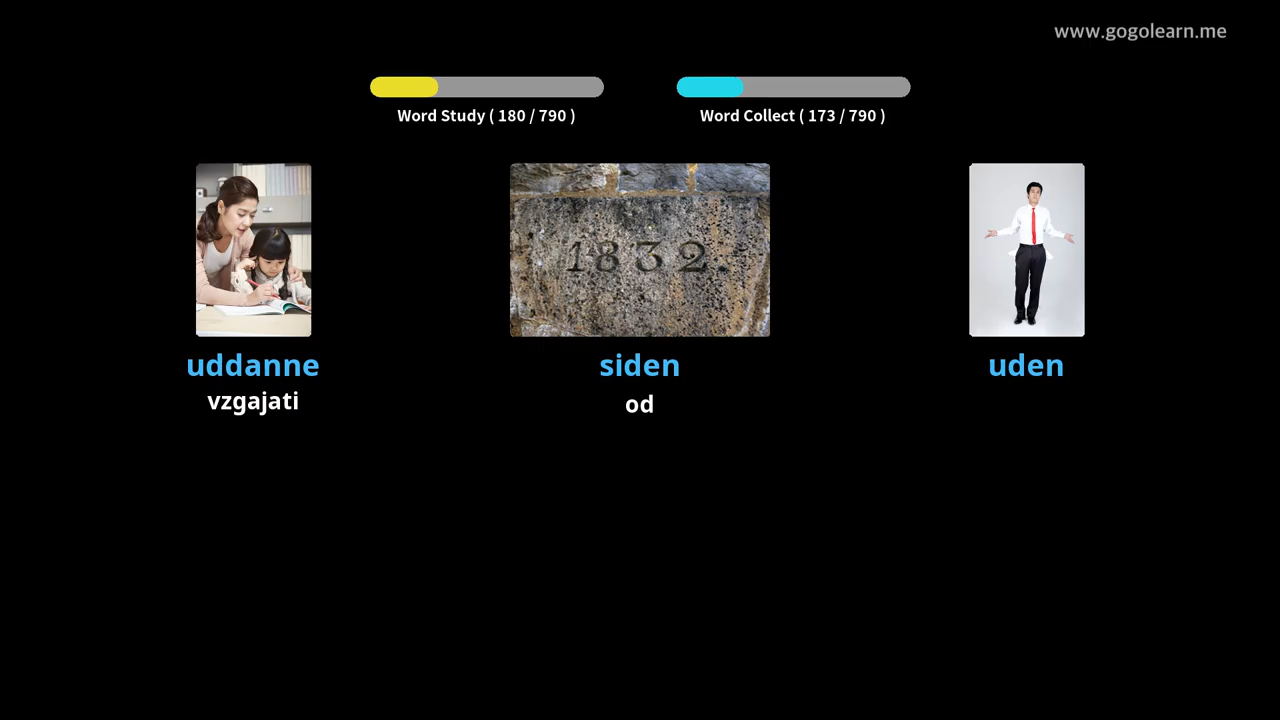 www.gogolearn.me
Word Study ( 180 / 790 )
Word Collect ( 173 / 790 )
1832.
uddanne
siden
uden
vzgajati
od